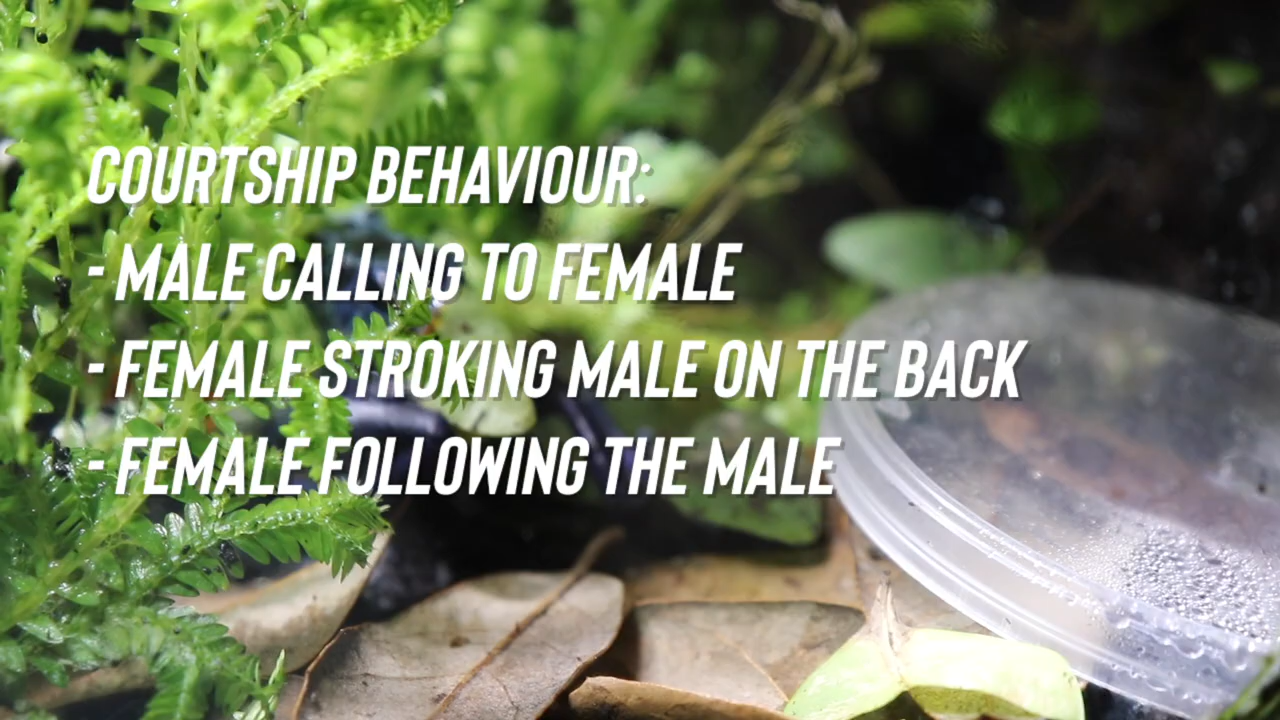 COURTSHIP BEHAVIOUR:
- MALE CALLING TO FEMALE
- FEMALE STROKING MALE ON THE BACK
- FEMALE FOLLOWING THE MALE